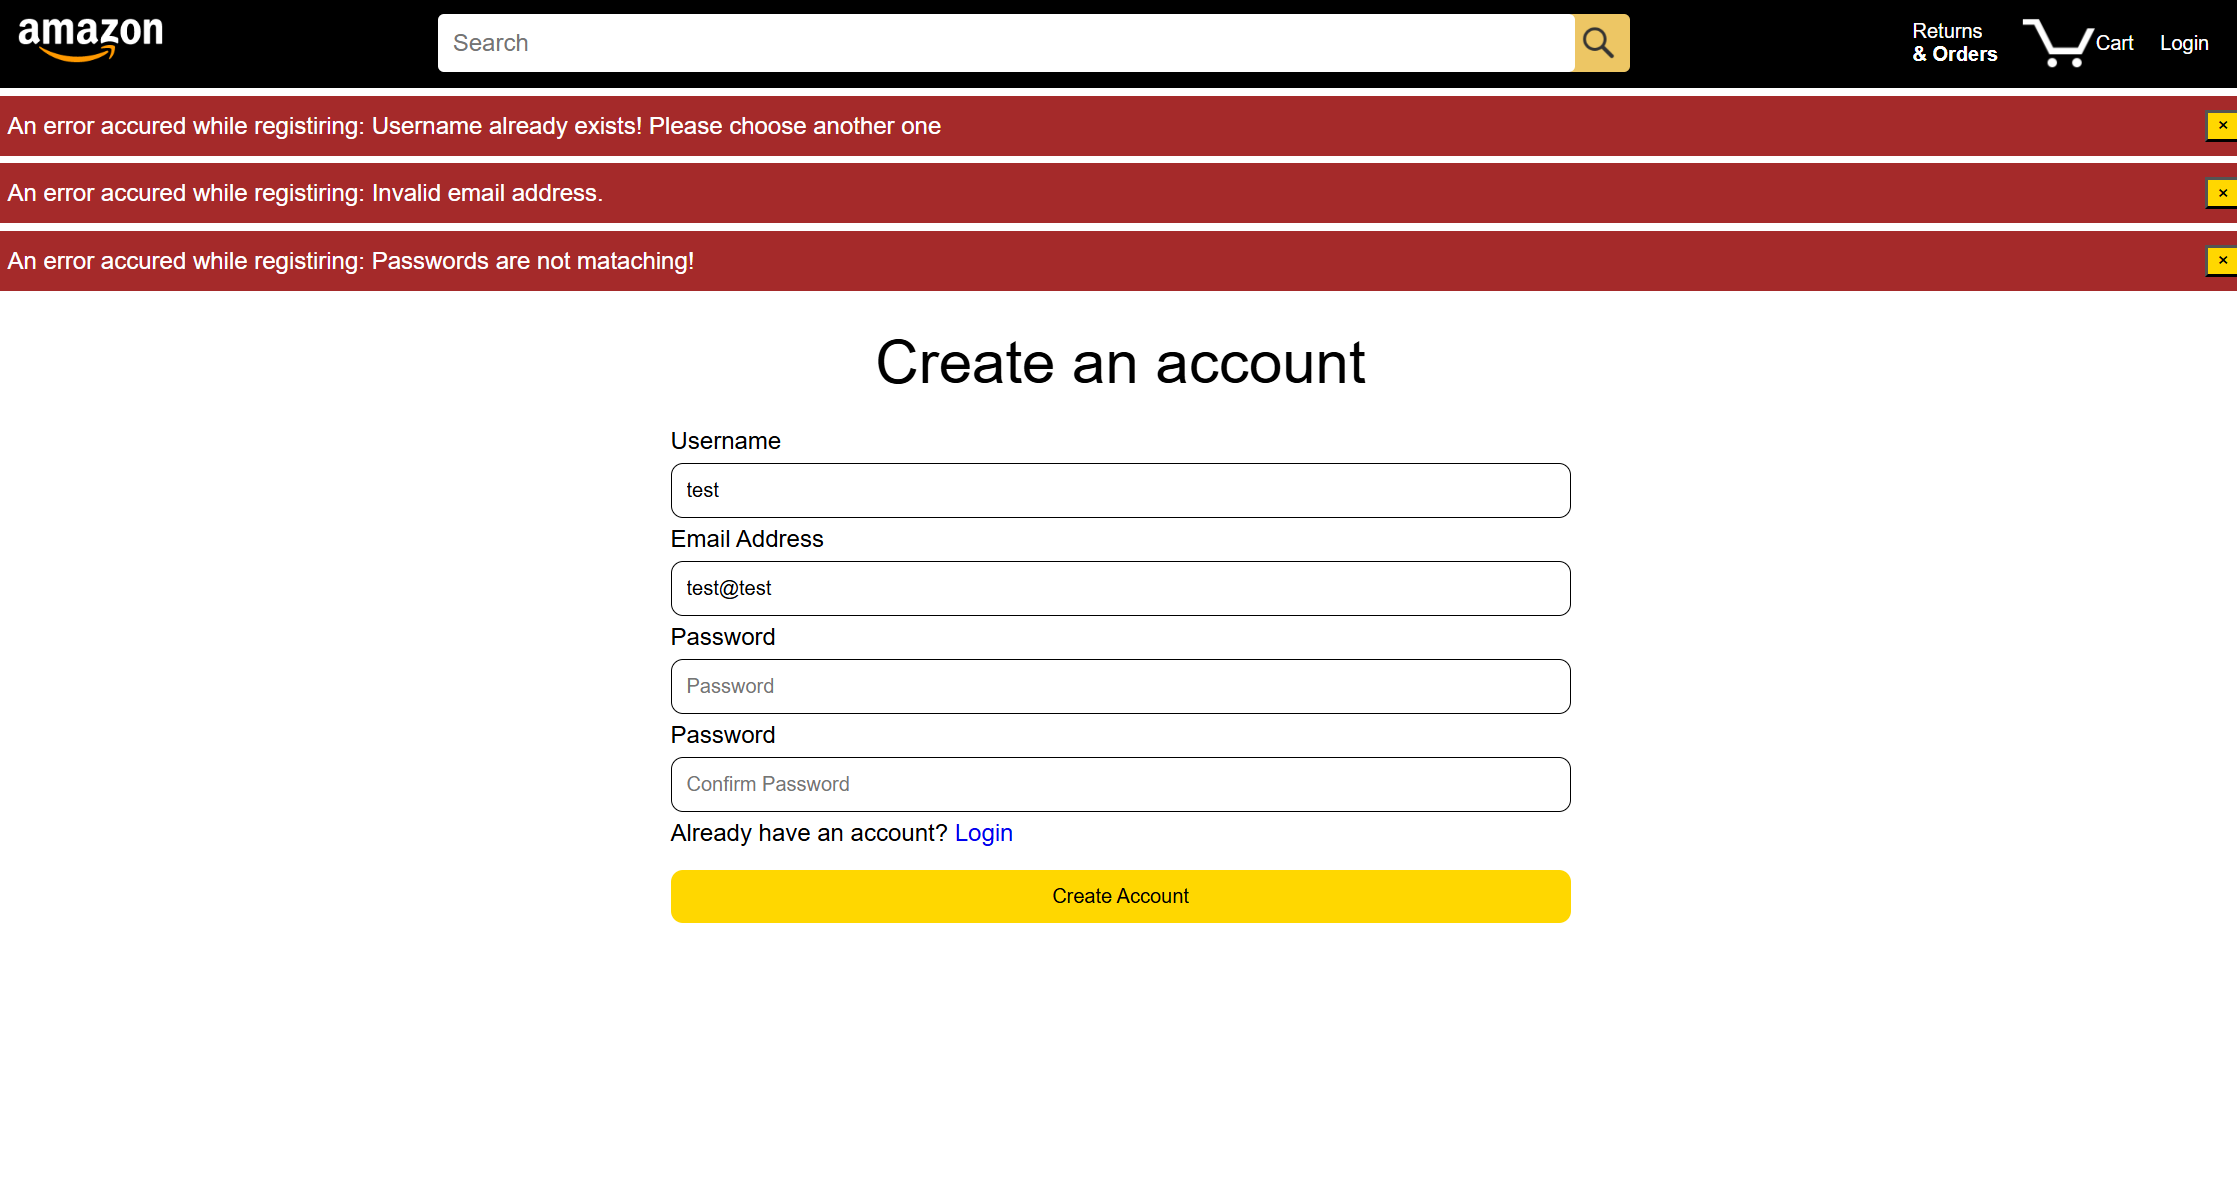 amazon
Search
Returns
& Orders
Cart
Login
An error accured while registiring: Username already exists! Please choose another one
×
An error accured while registiring: Invalid email address.
×
An error accured while registiring: Passwords are not mataching!
×
Create an account
Username
test
Email Address
test@test
Password
Password
Password
Confirm Password
Already have an account? Login
Create Account